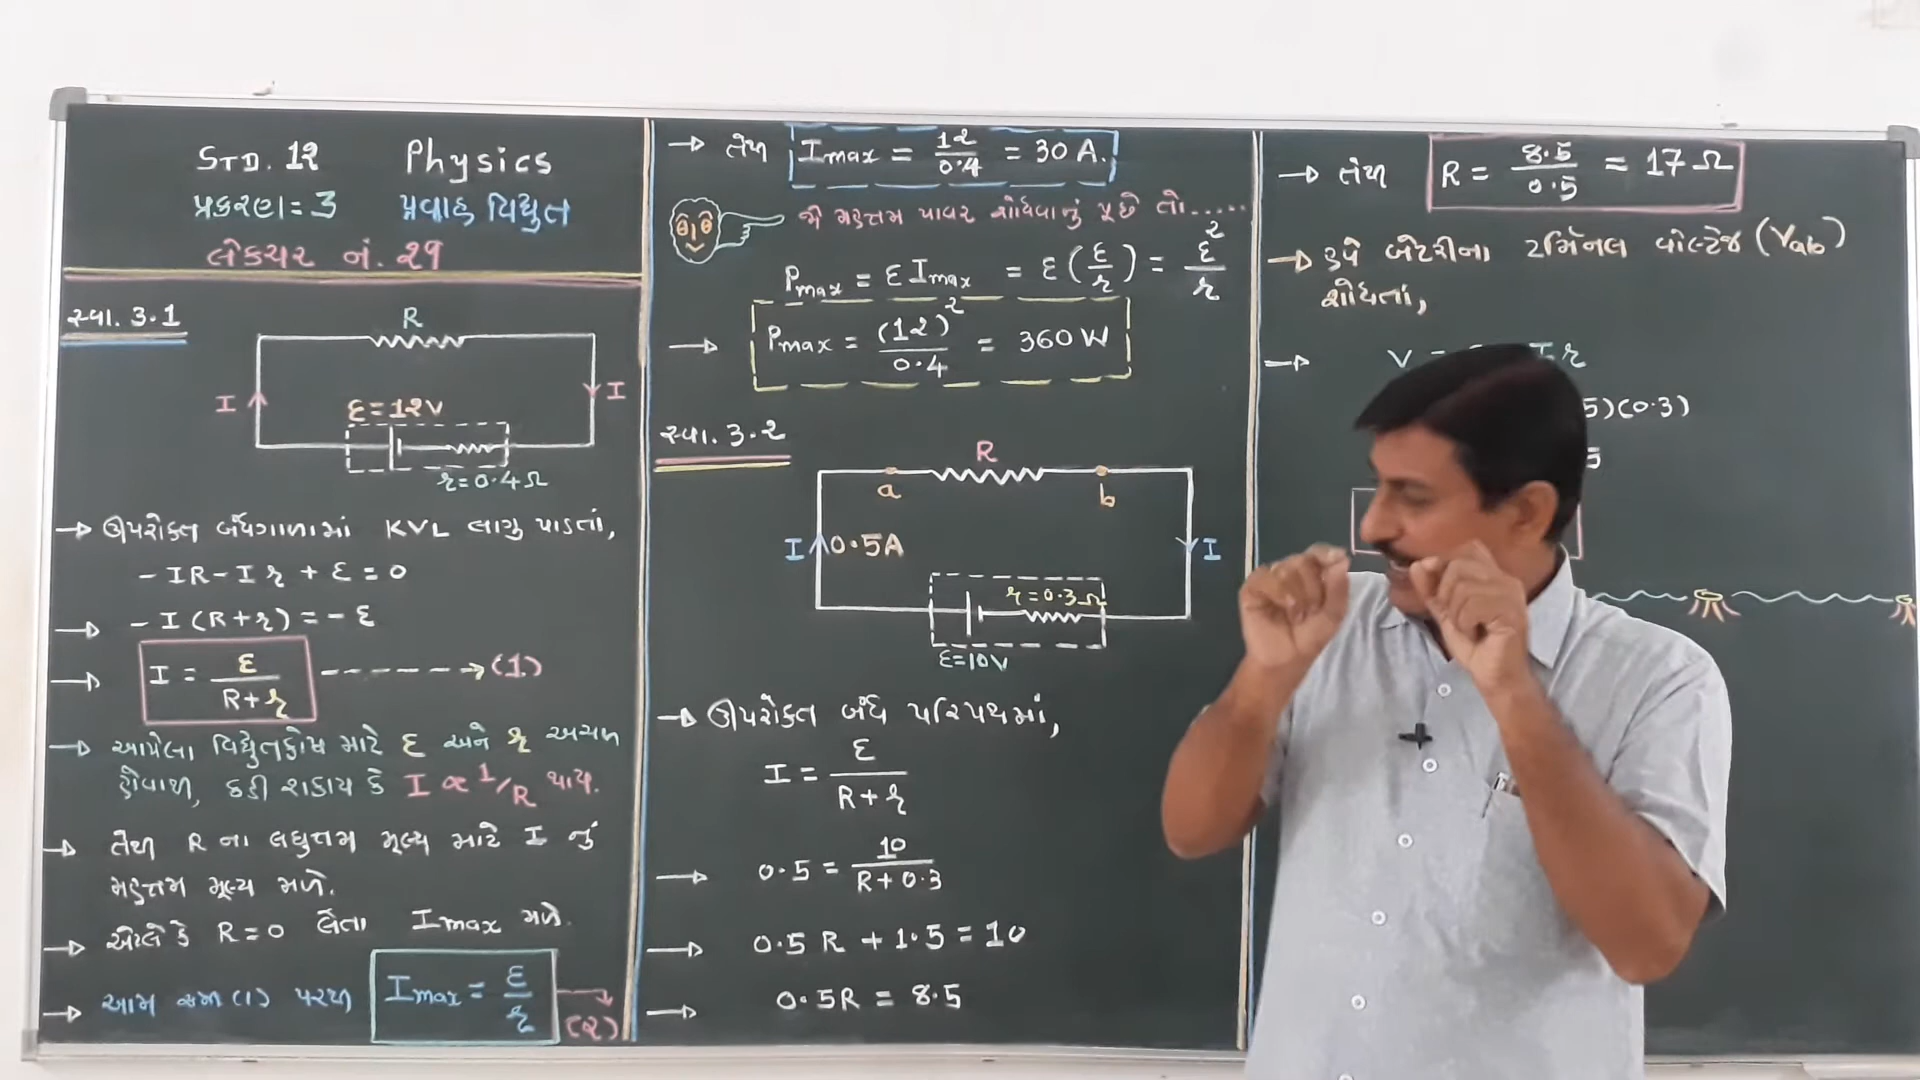 STD. 12 Physics
પ્રકરણ = 3 પ્રવાહ વિદ્યુત
લેકચર નં. 29
સ્વા. 3.1
R
I
I
ε = 12V
r = 0.4Ω
→ ઉપરોક્ત બંધગાળામાં KVL લાગુ પાડતાં,
- IR - I r + ε = 0
→ - I (R + r) = - ε
→ I = ε / (R + r) -------→ (1)
→ આપેલા વિદ્યુતકોષ માટે ε અને r અચળ
હોવાથી, કહી શકાય કે I ∝ 1/R થાય.
→ તેથી R ના લઘુત્તમ મૂલ્ય માટે I નું
મહત્તમ મૂલ્ય મળે.
→ એટલે કે R = 0 લેતા Imax મળે.
→ આમ સમી (1) પરથી Imax = ε / r → (2)
→ તેથી Imax = 12 / 0.4 = 30 A.
જો મહત્તમ પાવર શોધવાનું પૂછે તો.....
Pmax = ε Imax = ε (ε / r) = ε² / r
→ Pmax = (12)² / 0.4 = 360 W
સ્વા. 3.2
R
a b
I 0.5A I
r = 0.3Ω
ε = 10V
→ ઉપરોક્ત બંધ પરિપથમાં,
I = ε / (R + r)
→ 0.5 = 10 / (R + 0.3)
→ 0.5 R + 1.5 = 10
→ 0.5R = 8.5
→ તેથી R = 8.5 / 0.5 = 17 Ω
→ હવે બેટરીના ટર્મિનલ વોલ્ટેજ (Vab)
શોધતાં,
→ V = Ir
5)(0.3)
5